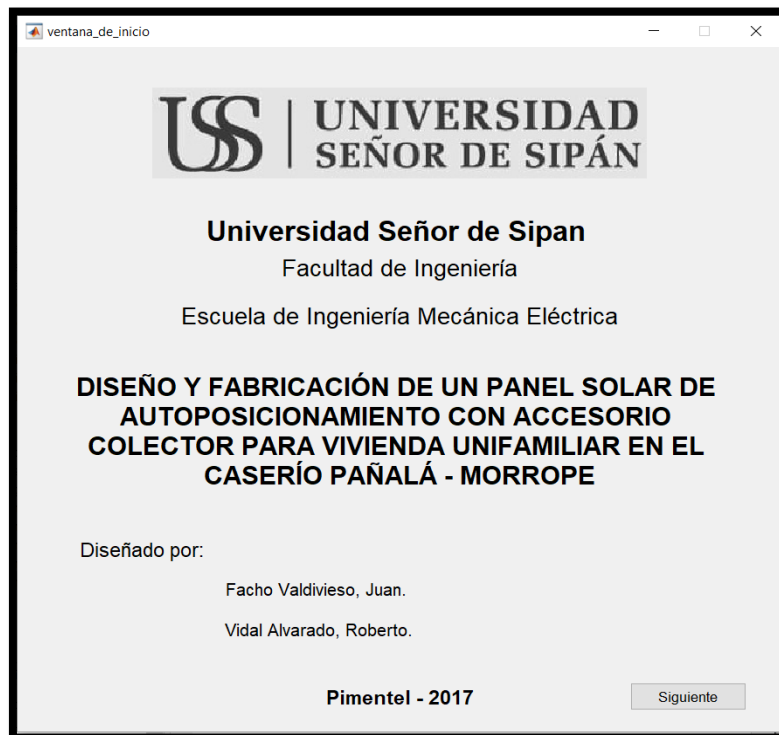 ventana_de_inicio
USS UNIVERSIDAD
SEÑOR DE SIPÁN
Universidad Señor de Sipan
Facultad de Ingeniería
Escuela de Ingeniería Mecánica Eléctrica
DISEÑO Y FABRICACIÓN DE UN PANEL SOLAR DE
AUTOPOSICIONAMIENTO CON ACCESORIO
COLECTOR PARA VIVIENDA UNIFAMILIAR EN EL
CASERÍO PAÑALÁ - MORROPE
Diseñado por:
Facho Valdivieso, Juan.
Vidal Alvarado, Roberto.
Pimentel - 2017
Siguiente